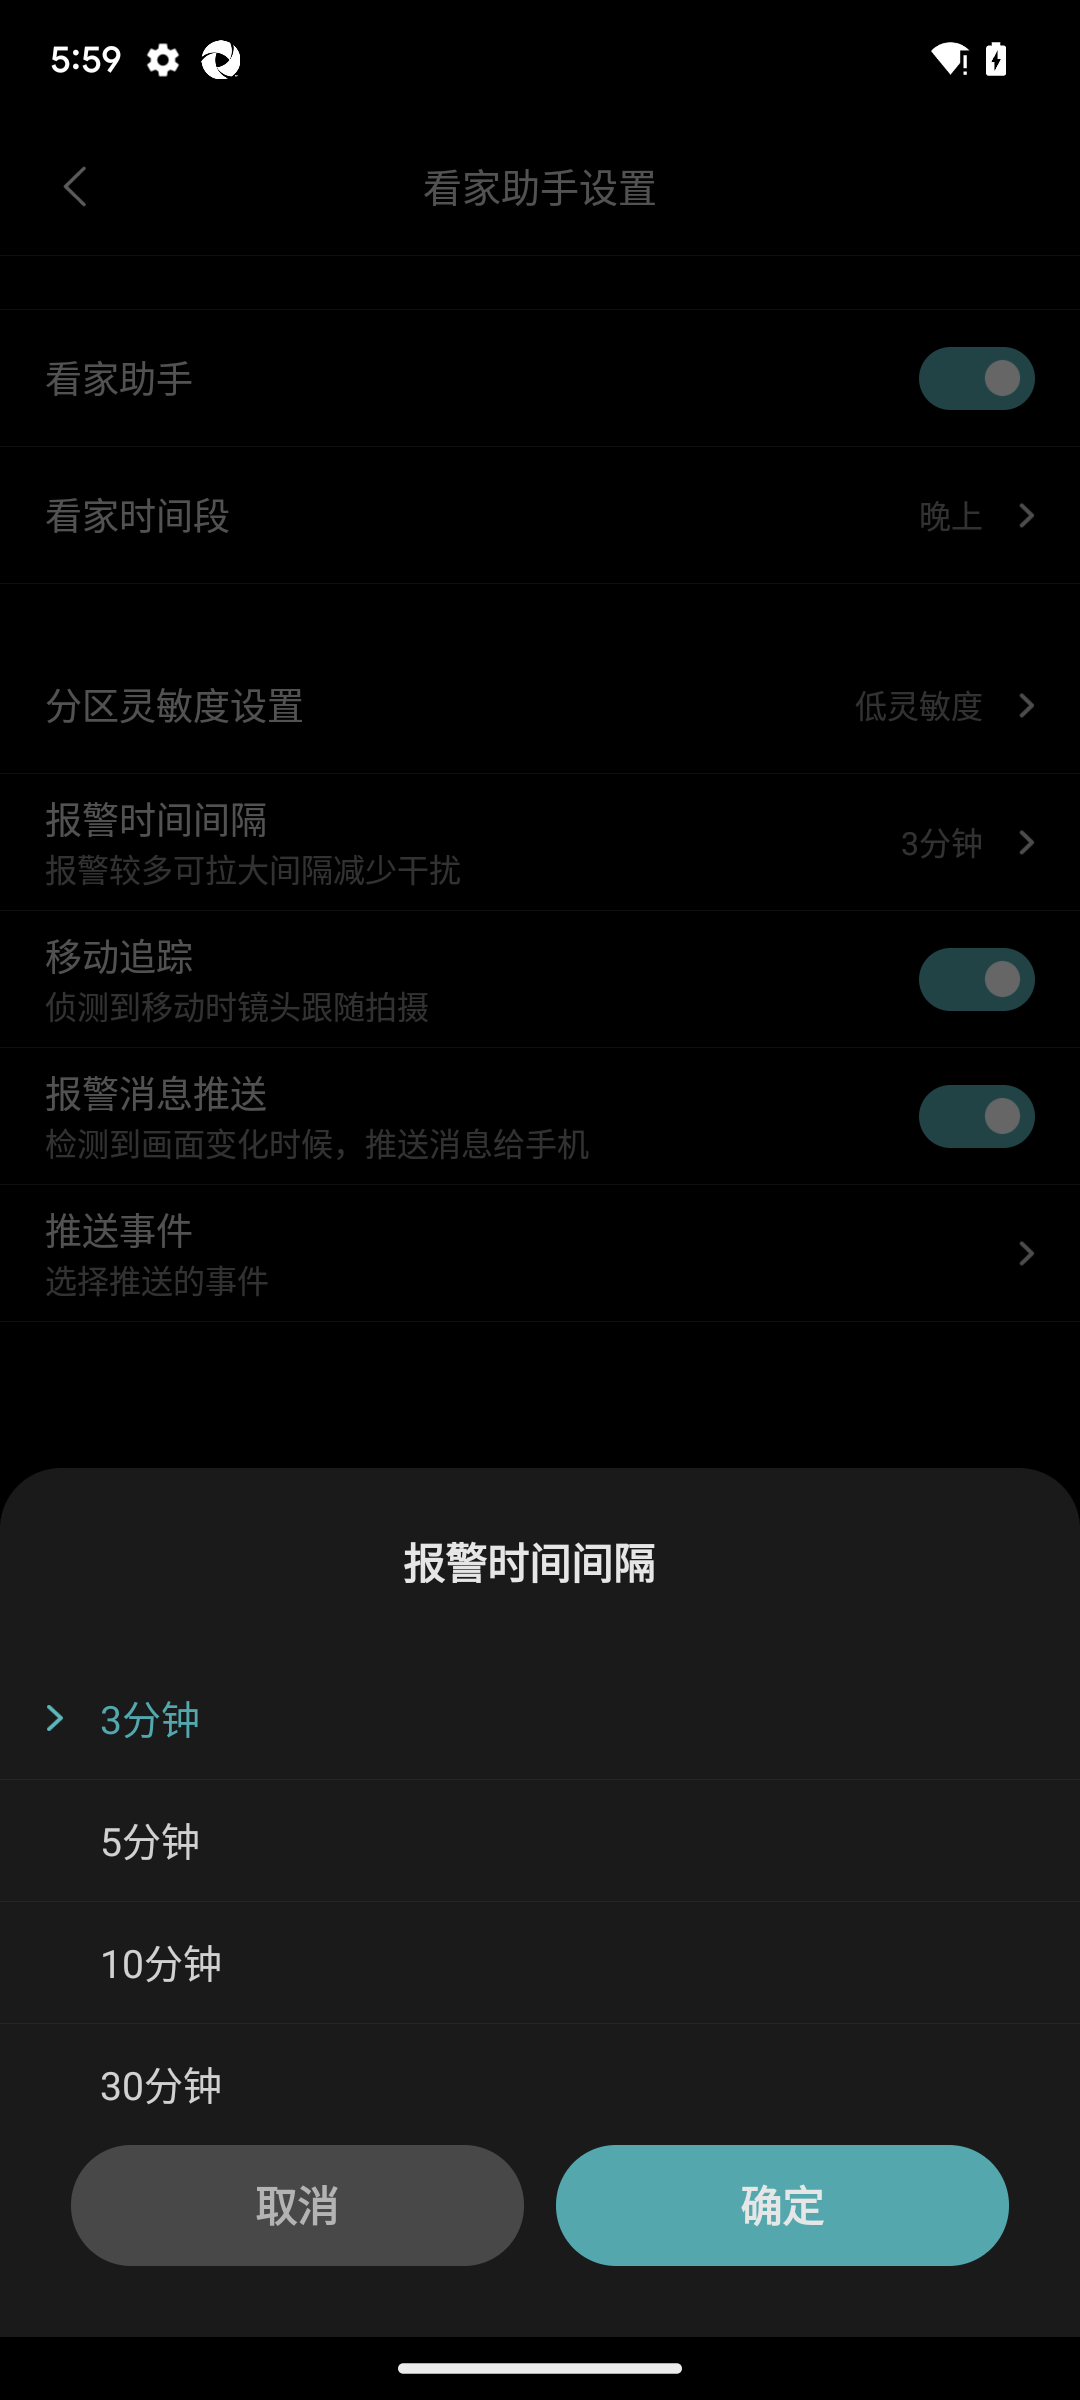 5:59
看家助手设置
看家助手
看家时间段
晚上
分区灵敏度设置
低灵敏度
报警时间间隔
报警较多可拉大间隔减少干扰
3分钟
移动追踪
侦测到移动时镜头跟随拍摄
报警消息推送
检测到画面变化时候，推送消息给手机
推送事件
选择推送的事件
报警时间间隔
3分钟
5分钟
10分钟
30分钟
取消
确定